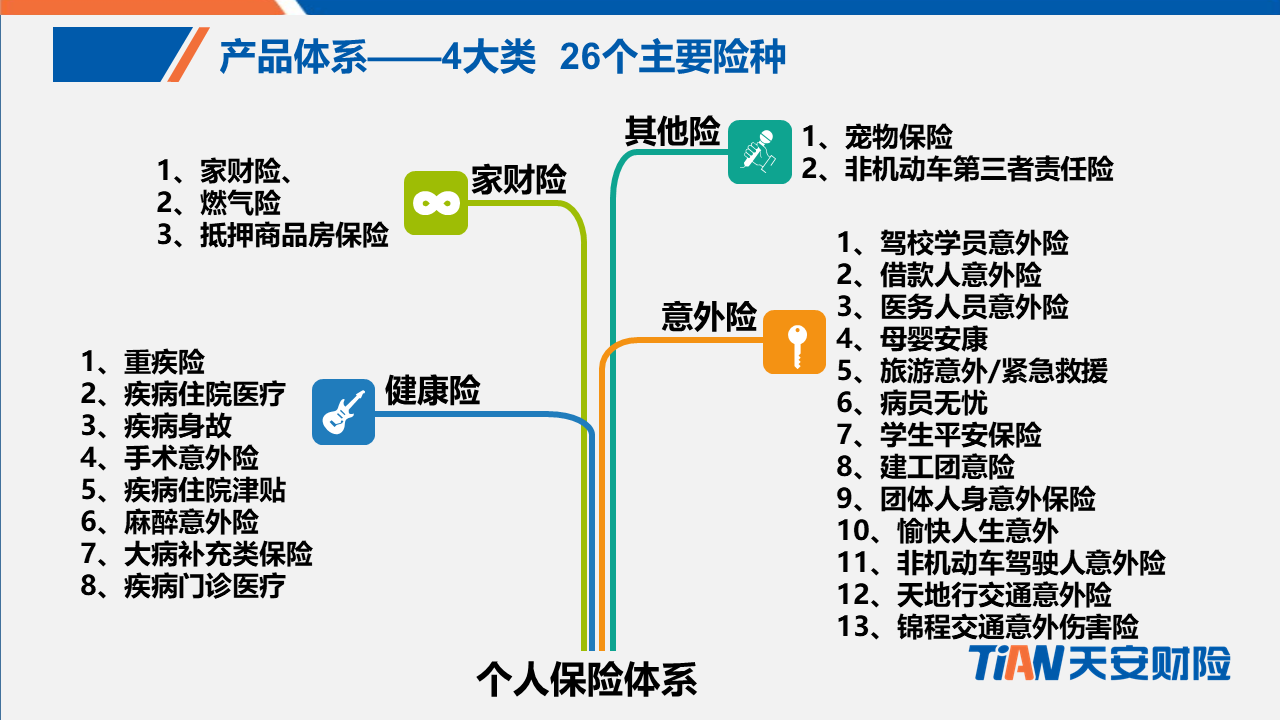 产品体系——4大类 26个主要险种
家财险
1、家财险、
2、燃气险
3、抵押商品房保险
其他险
1、宠物保险
2、非机动车第三者责任险
健康险
1、重疾险
2、疾病住院医疗
3、疾病身故
4、手术意外险
5、疾病住院津贴
6、麻醉意外险
7、大病补充类保险
8、疾病门诊医疗
意外险
1、驾校学员意外险
2、借款人意外险
3、医务人员意外险
4、母婴安康
5、旅游意外/紧急救援
6、病员无忧
7、学生平安保险
8、建工团意险
9、团体人身意外保险
10、愉快人生意外
11、非机动车驾驶人意外险
12、天地行交通意外险
13、锦程交通意外伤害险
个人保险体系
TiAN天安财险